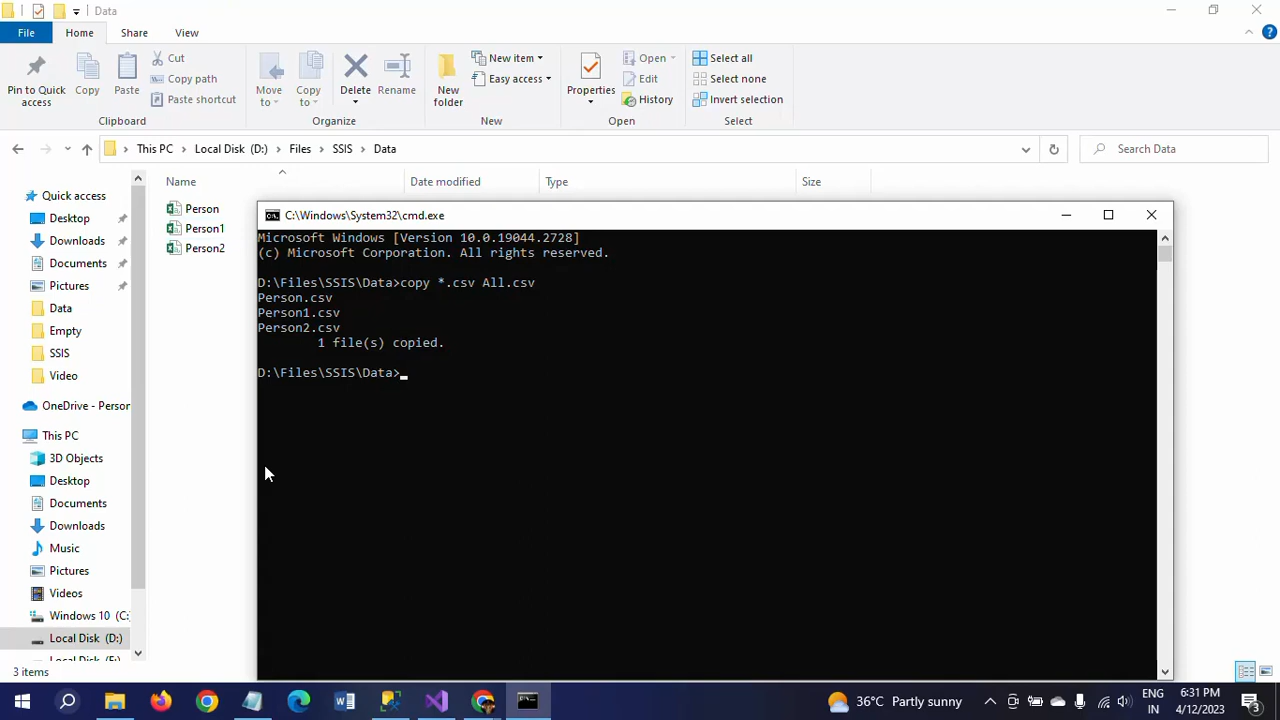 Data
File
Home
Share
View
Pin to Quick access
Copy
Paste
Cut
Copy path
Paste shortcut
Clipboard
Move to
Copy to
Delete
Rename
Organize
New folder
New item
Easy access
New
Properties
Open
Edit
History
Open
Select all
Select none
Invert selection
Select
This PC
Local Disk (D:)
Files
SSIS
Data
Search Data
Name
Date modified
Type
Size
Quick access
Desktop
Downloads
Documents
Pictures
Data
Empty
SSIS
Video
OneDrive - Person
This PC
3D Objects
Desktop
Documents
Downloads
Music
Pictures
Videos
Windows 10 (C:
Local Disk (D:)
3 items
Person
Person1
Person2
C:\Windows\System32\cmd.exe
Microsoft Windows [Version 10.0.19044.2728]
(c) Microsoft Corporation. All rights reserved.
D:\Files\SSIS\Data>copy *.csv All.csv
Person.csv
Person1.csv
Person2.csv
1 file(s) copied.
D:\Files\SSIS\Data>
36°C Partly sunny
ENG
IN
6:31 PM
4/12/2023
3